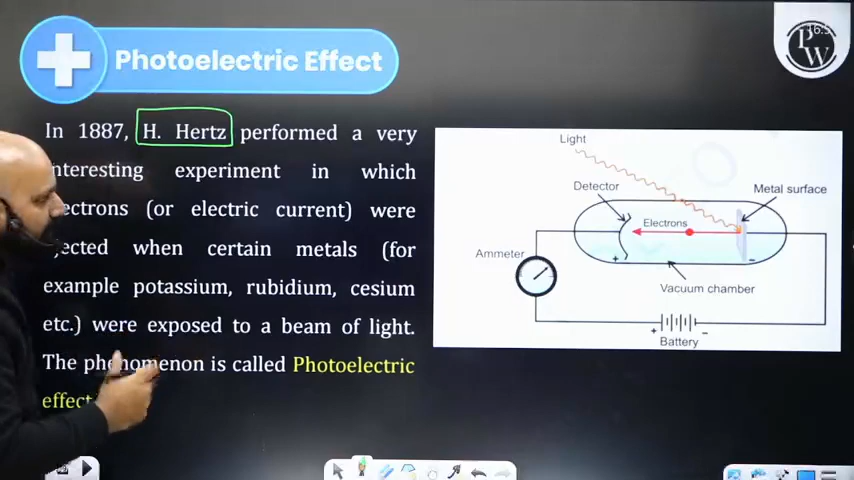 Photoelectric Effect
In 1887, H. Hertz performed a very
interesting experiment in which
electrons (or electric current) were
ejected when certain metals (for
example potassium, rubidium, cesium
etc.) were exposed to a beam of light.
The phenomenon is called Photoelectric
effect
Light
Detector
Metal surface
Electrons
Ammeter
+
−
Vacuum chamber
+ −
Battery
P
W